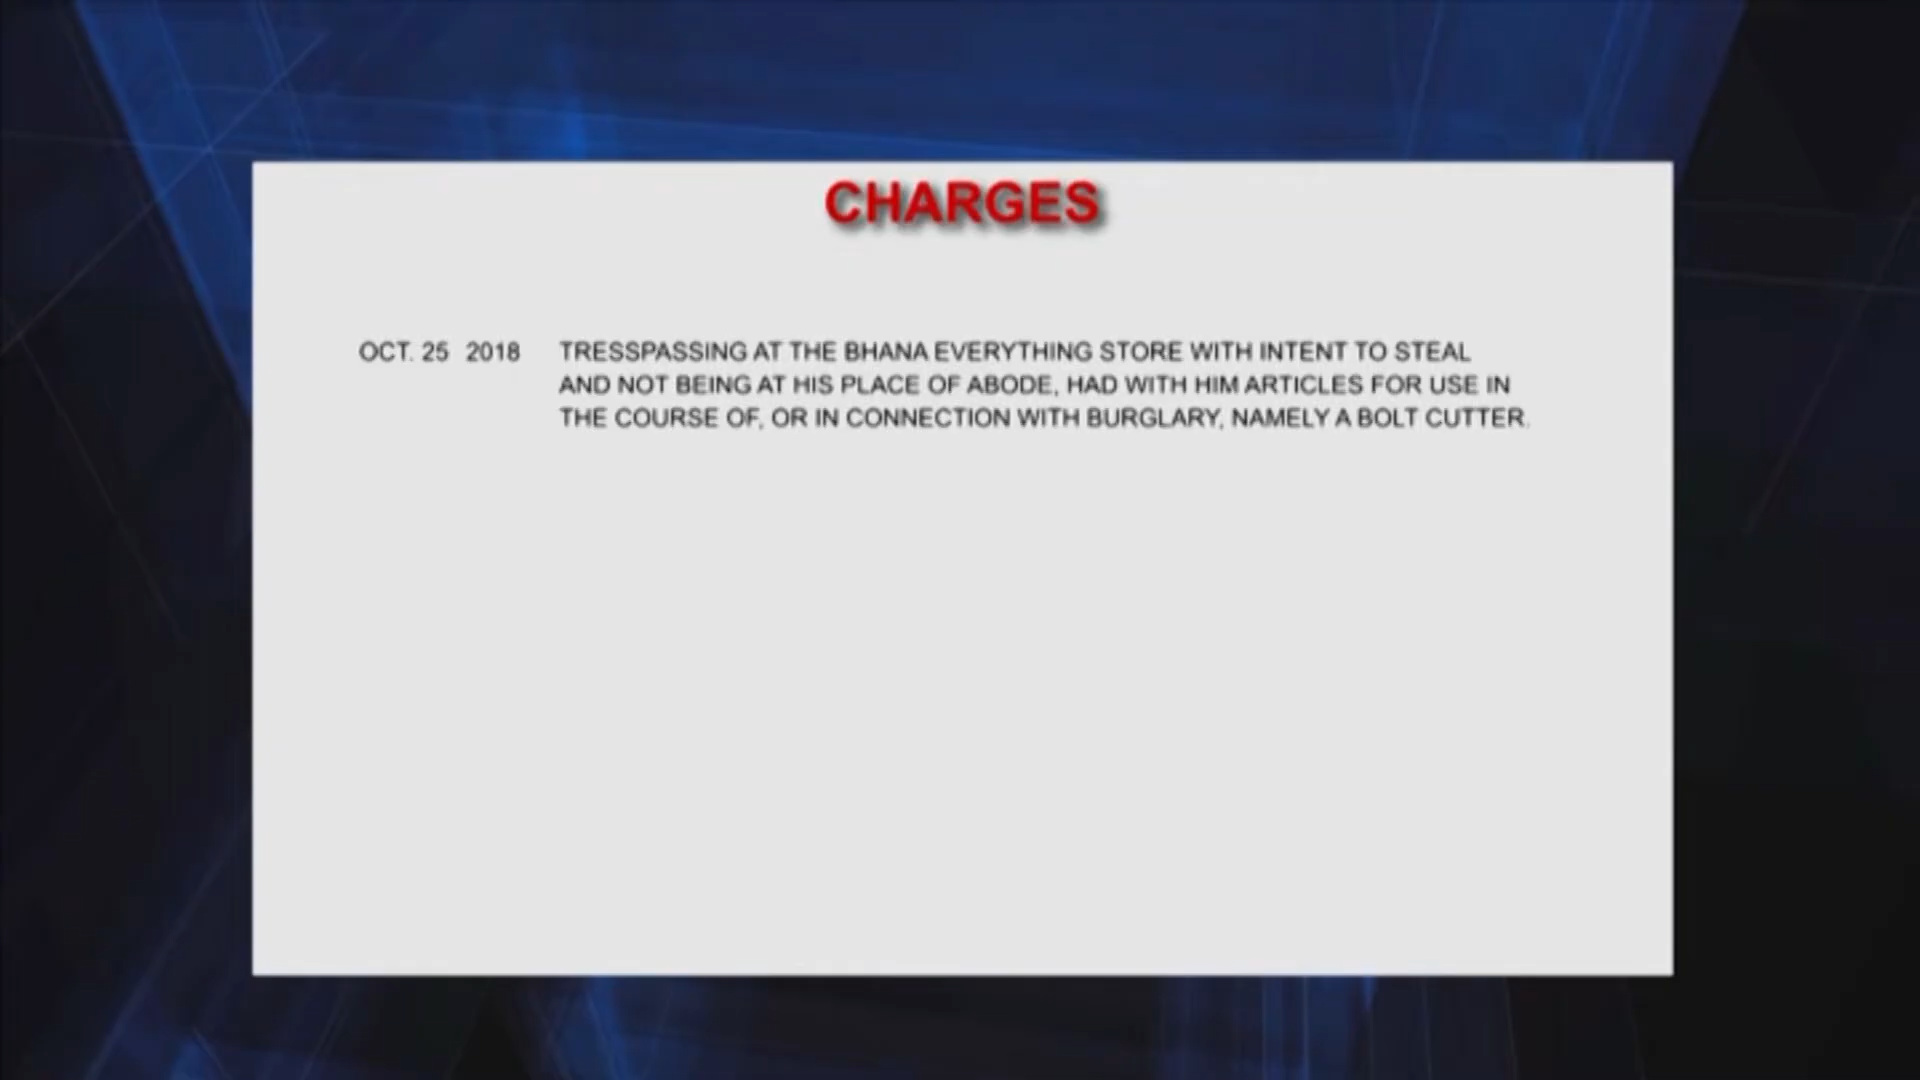 CHARGES
OCT. 25 2018 TRESSPASSING AT THE BHANA EVERYTHING STORE WITH INTENT TO STEAL
AND NOT BEING AT HIS PLACE OF ABODE, HAD WITH HIM ARTICLES FOR USE IN
THE COURSE OF, OR IN CONNECTION WITH BURGLARY, NAMELY A BOLT CUTTER.